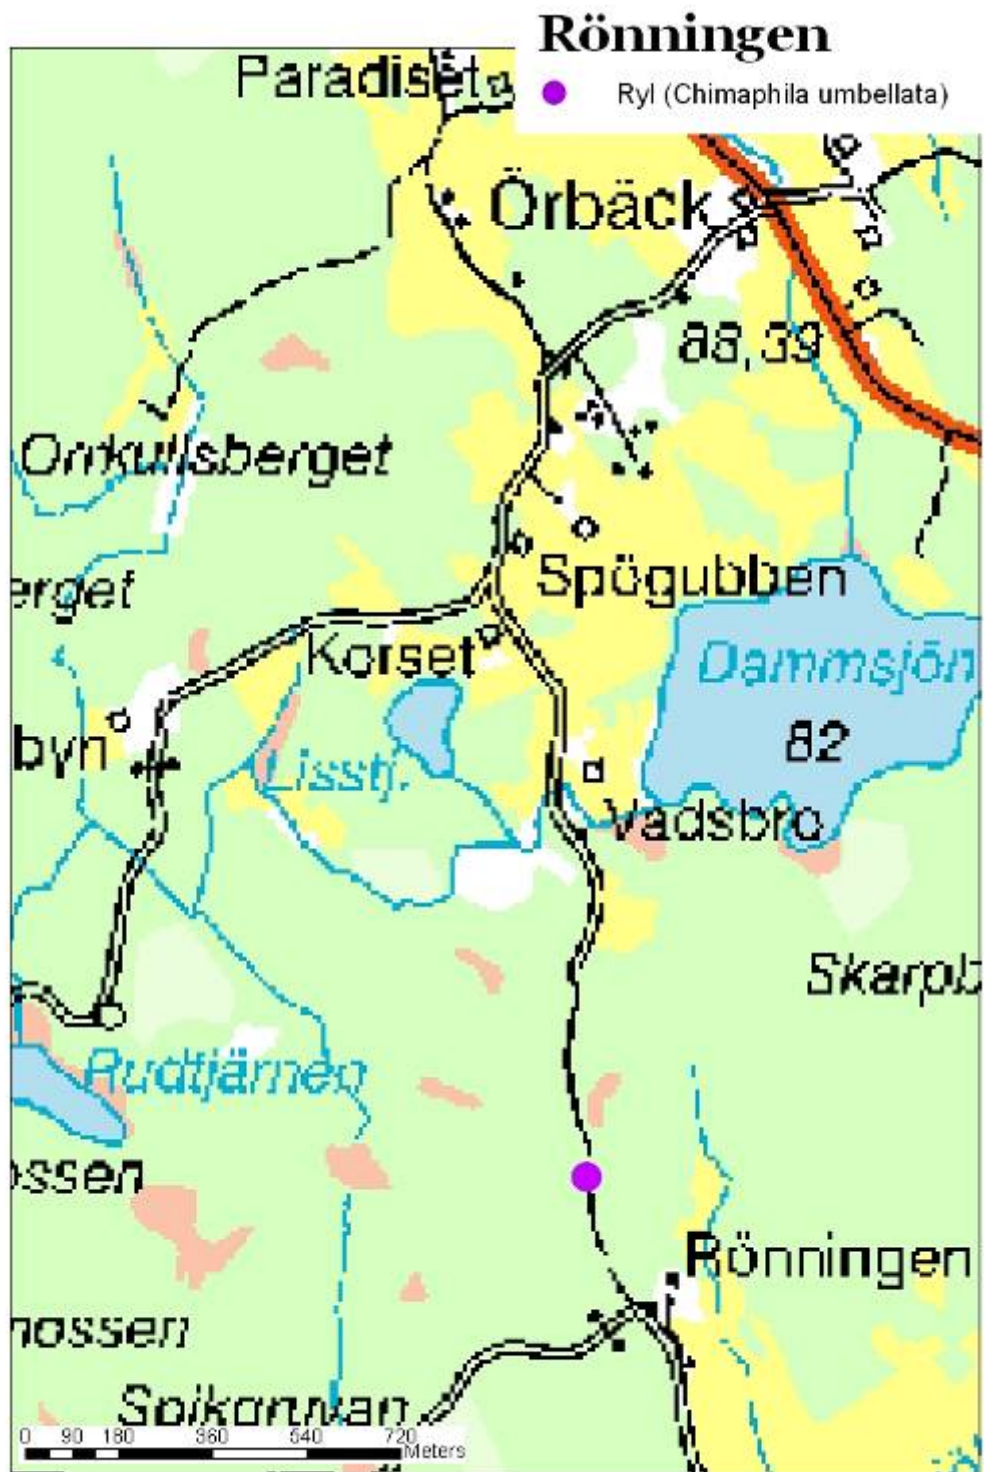 Rönningen
Ryl (Chimaphila umbellata)
Paradiset
Örbäck
88,39
Omkullsberget
erget
Spögubben
Korset
Dammsjön
82
byn
Lisstj.
Vadsbro
Skarpb
Rudtjärnen
ossen
Rönningen
nossen
0 90 180 360 540 720
Meters